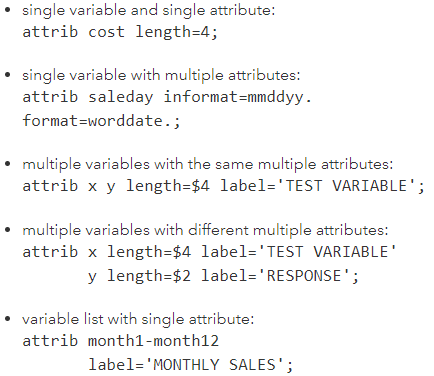 • single variable and single attribute:
attrib cost length=4;
• single variable with multiple attributes:
attrib saleday informat=mmddyy.
format=worddate.;
• multiple variables with the same multiple attributes:
attrib x y length=$4 label='TEST VARIABLE';
• multiple variables with different multiple attributes:
attrib x length=$4 label='TEST VARIABLE'
       y length=$2 label='RESPONSE';
• variable list with single attribute:
attrib month1-month12
       label='MONTHLY SALES';